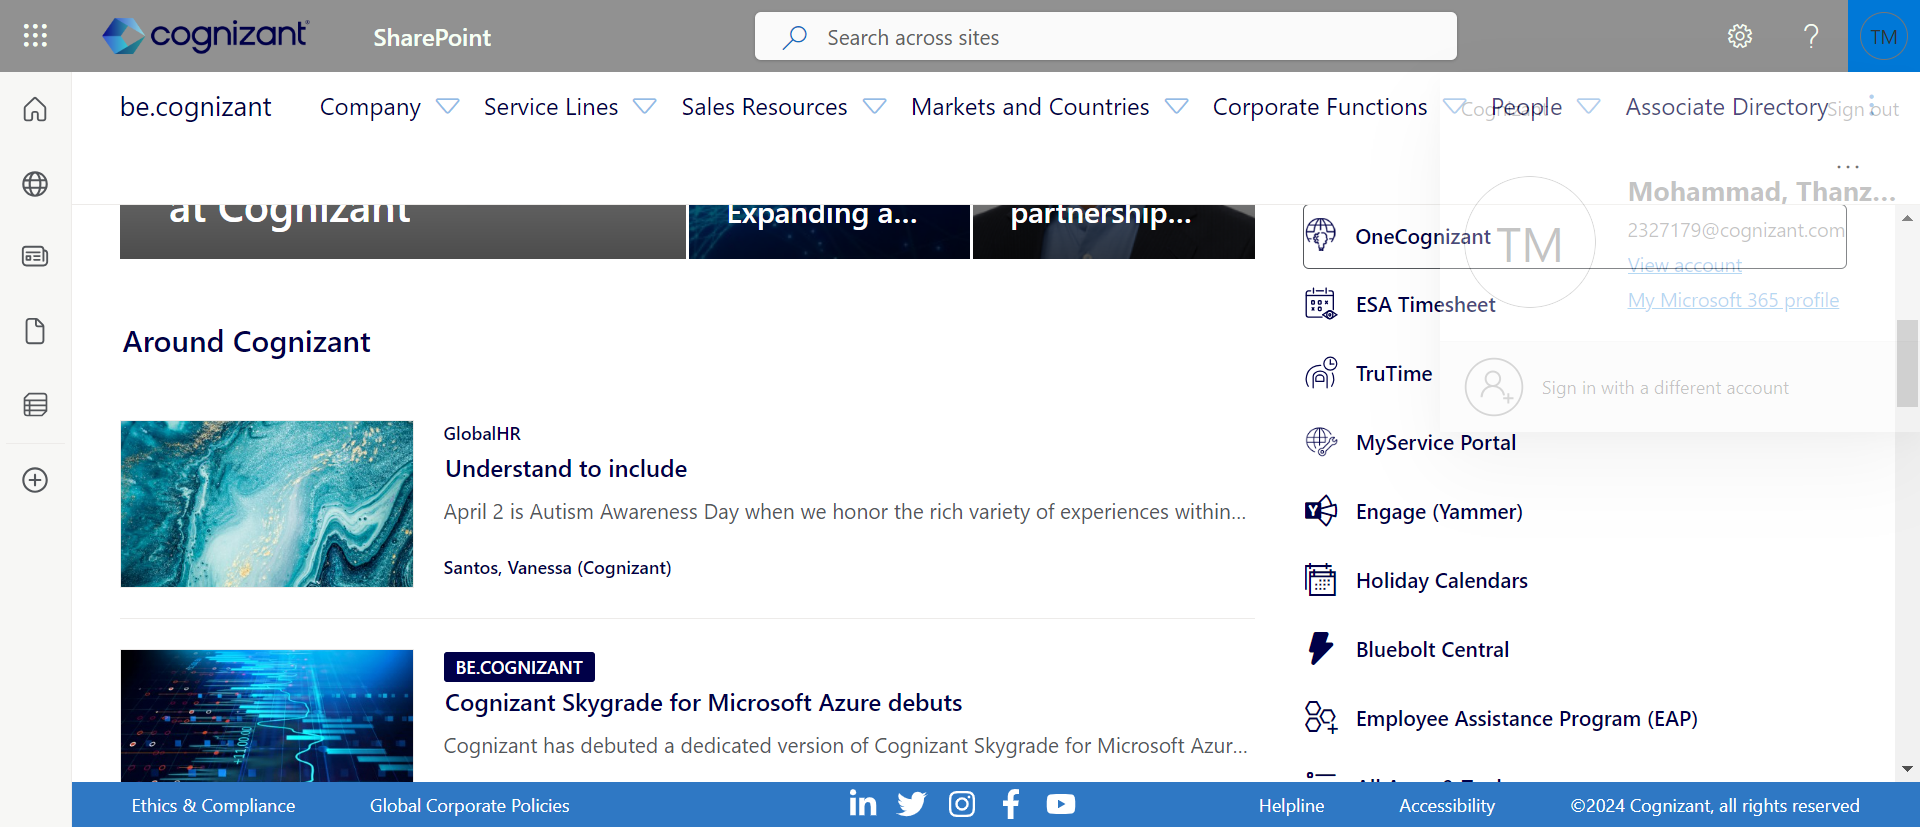 cognizant
SharePoint
Search across sites
TM
be.cognizant
Company
Service Lines
Sales Resources
Markets and Countries
Corporate Functions
People
Associate Directory
Cognizant
Sign out
...
Mohammad, Thanz...
2327179@cognizant.com
View account
My Microsoft 365 profile
TM
Sign in with a different account
at Cognizant
Expanding a...
partnership...
OneCognizant
ESA Timesheet
TruTime
MyService Portal
Engage (Yammer)
Holiday Calendars
Bluebolt Central
Employee Assistance Program (EAP)
Around Cognizant
GlobalHR
Understand to include
April 2 is Autism Awareness Day when we honor the rich variety of experiences within...
Santos, Vanessa (Cognizant)
BE.COGNIZANT
Cognizant Skygrade for Microsoft Azure debuts
Cognizant has debuted a dedicated version of Cognizant Skygrade for Microsoft Azur...
Ethics & Compliance
Global Corporate Policies
Helpline
Accessibility
©2024 Cognizant, all rights reserved